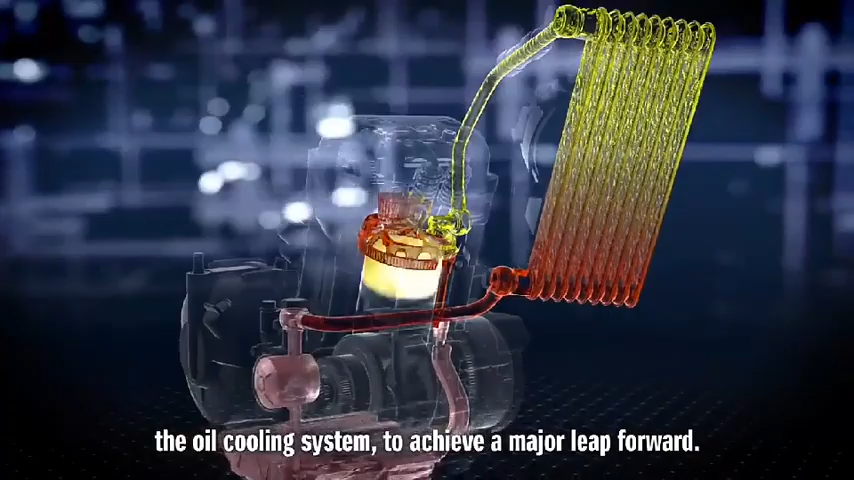 the oil cooling system, to achieve a major leap forward.